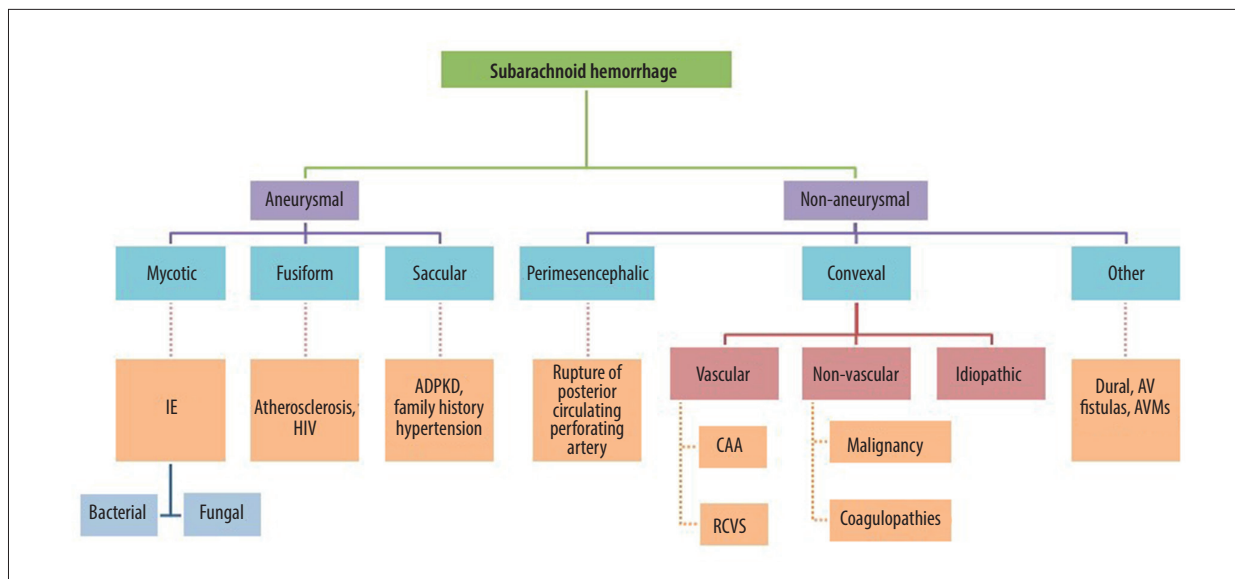 Subarachnoid hemorrhage
Aneurysmal
Non-aneurysmal
Mycotic
Fusiform
Saccular
Perimesencephalic
Convexal
Other
IE
Atherosclerosis,
HIV
ADPKD,
family history
hypertension
Rupture of
posterior
circulating
perforating
artery
Vascular
Non-vascular
Idiopathic
Dural, AV
fistulas, AVMs
CAA
Malignancy
RCVS
Coagulopathies
Bacterial
Fungal